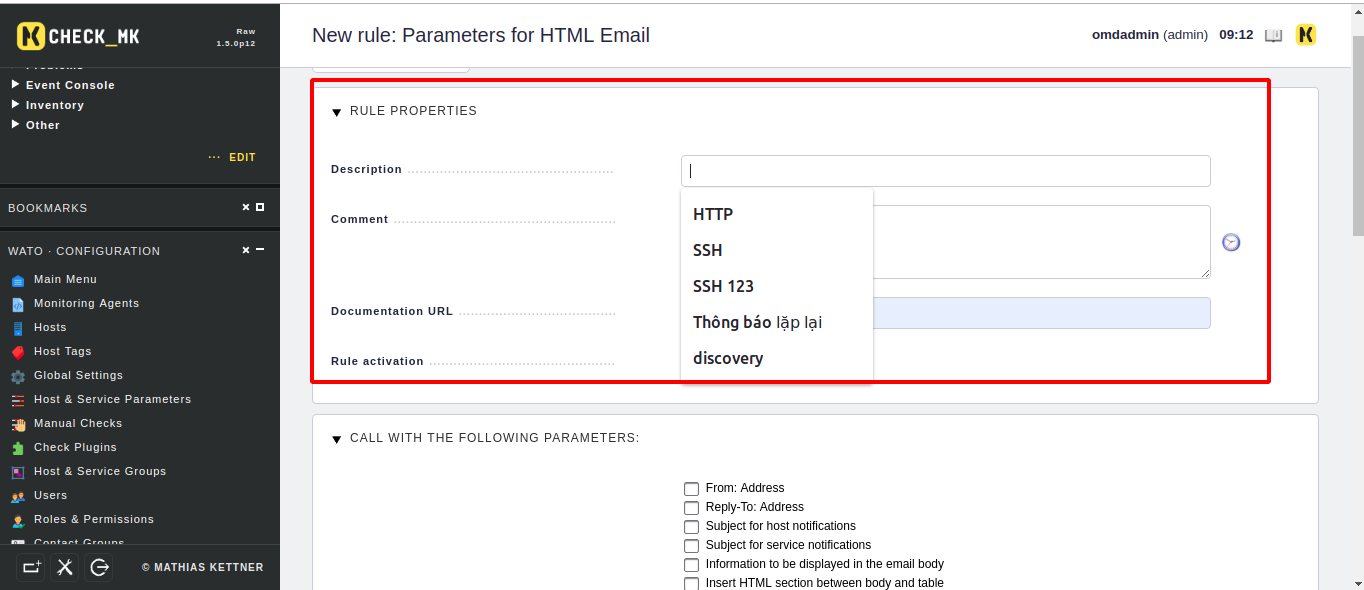 CHECK_MK
Raw
1.5.0p12
New rule: Parameters for HTML Email
omdadmin (admin) 09:12
Problems
Event Console
Inventory
Other
··· EDIT
BOOKMARKS
WATO · CONFIGURATION
Main Menu
Monitoring Agents
Hosts
Host Tags
Global Settings
Host & Service Parameters
Manual Checks
Check Plugins
Host & Service Groups
Users
Roles & Permissions
Contact Groups
© MATHIAS KETTNER
RULE PROPERTIES
Description
Comment
Documentation URL
Rule activation
HTTP
SSH
SSH 123
Thông báo lặp lại
discovery
CALL WITH THE FOLLOWING PARAMETERS:
From: Address
Reply-To: Address
Subject for host notifications
Subject for service notifications
Information to be displayed in the email body
Insert HTML section between body and table